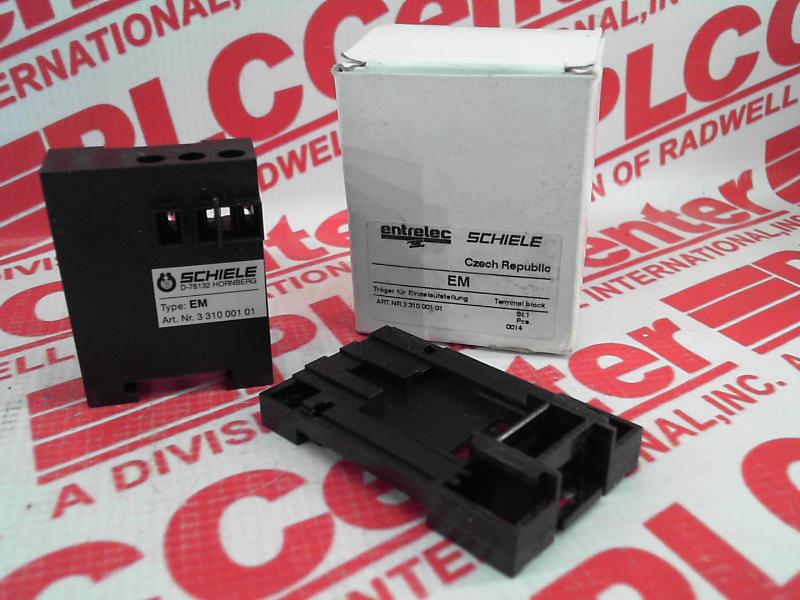 SCHIELE
D-78132 HORNBERG
Type: EM
Art. Nr. 3 310 001 01
entrelec SCHIELE
Czech Republic
EM
Träger für Einzelaufstellung Terminal block
ART.NR.3 310 001 01 St.1
Pcs.
0014
PLCCenter
A DIVISION OF RADWELL
INTERNATIONAL, INC.